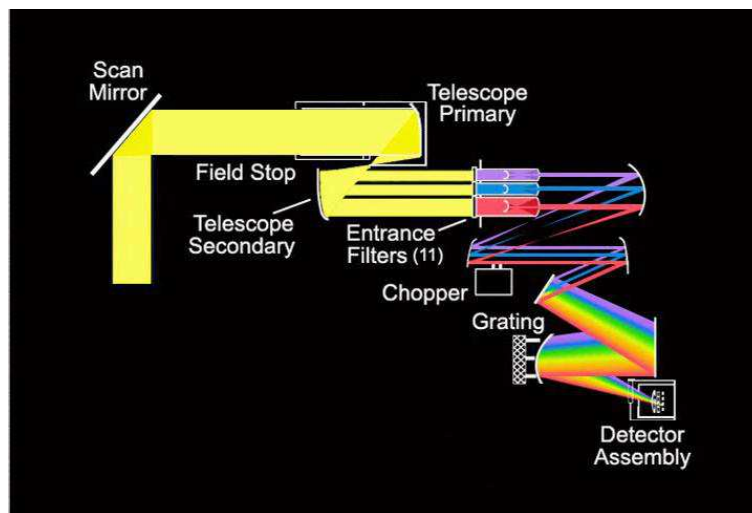 Scan
Mirror
Telescope
Primary
Field Stop
Telescope
Secondary
Entrance
Filters (11)
Chopper
Grating
Detector
Assembly